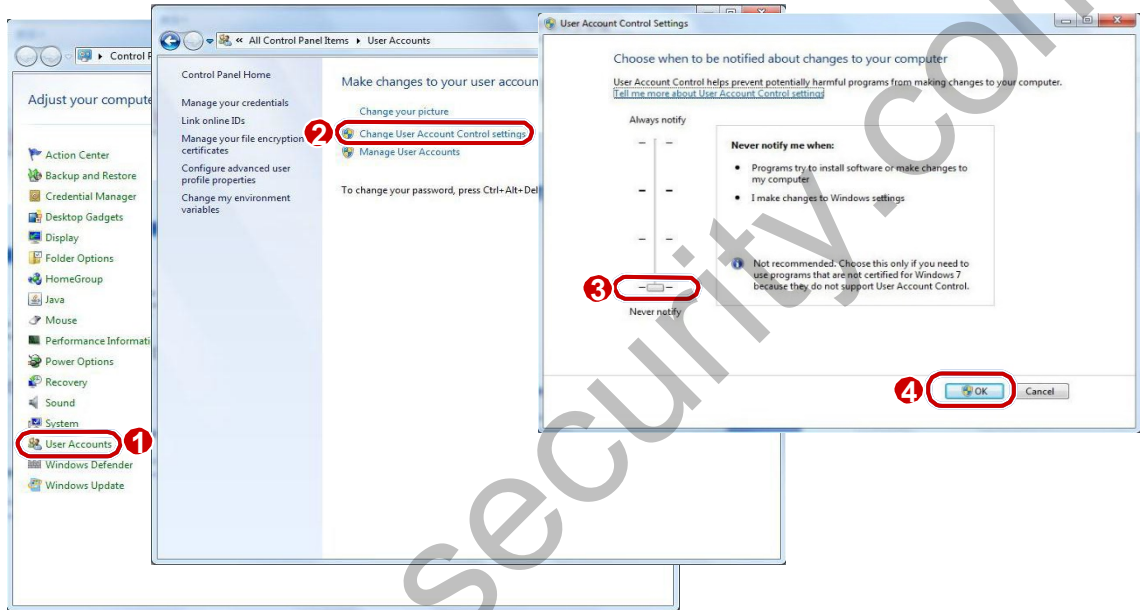 Control P
Adjust your compute
Action Center
Backup and Restore
Credential Manager
Desktop Gadgets
Display
Folder Options
HomeGroup
Java
Mouse
Performance Informati
Power Options
Recovery
Sound
System
User Accounts
1
Windows Defender
Windows Update
« All Control Panel Items ▸ User Accounts
Control Panel Home
Manage your credentials
Link online IDs
Manage your file encryption
certificates
Configure advanced user
profile properties
Change my environment
variables
Make changes to your user accoun
Change your picture
2
Change User Account Control settings
Manage User Accounts
To change your password, press Ctrl+Alt+Del
User Account Control Settings
Choose when to be notified about changes to your computer
User Account Control helps prevent potentially harmful programs from making changes to your computer.
Tell me more about User Account Control settings
Always notify
Never notify me when:
• Programs try to install software or make changes to
my computer
• I make changes to Windows settings
Not recommended. Choose this only if you need to
use programs that are not certified for Windows 7
because they do not support User Account Control.
3
Never notify
4
OK
Cancel
security.com